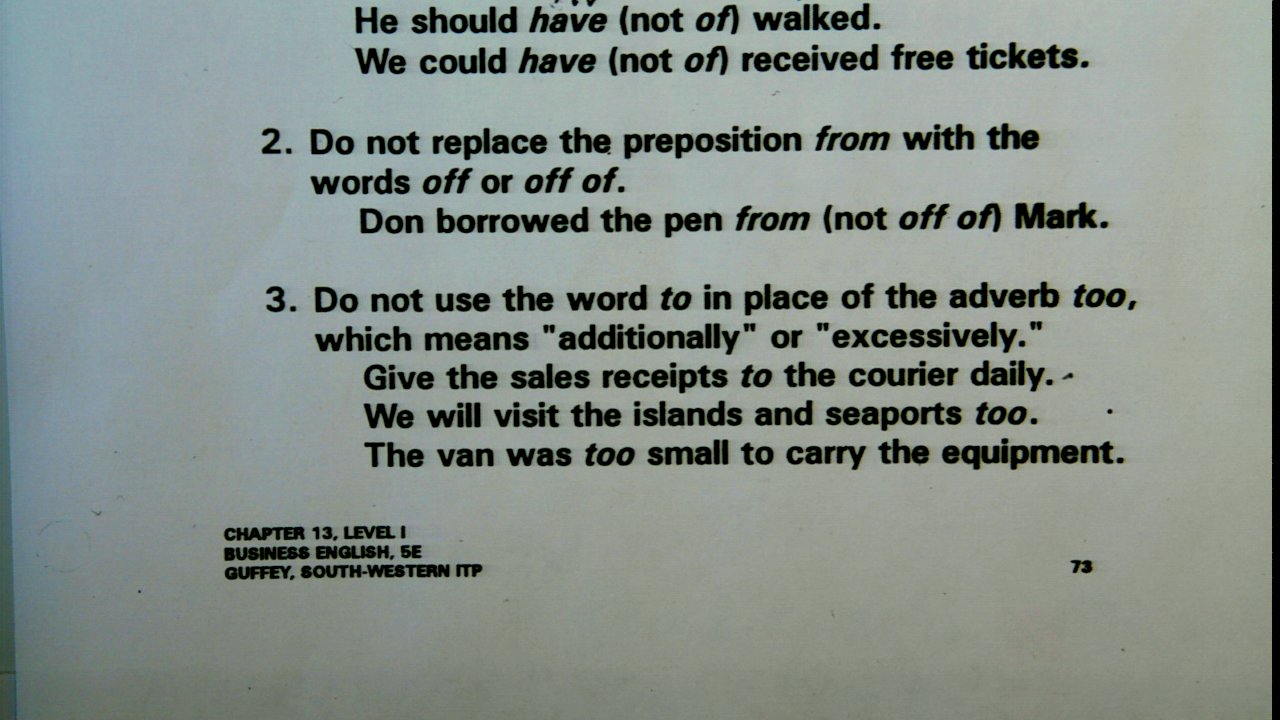 He should have (not of) walked.
We could have (not of) received free tickets.
2. Do not replace the preposition from with the
words off or off of.
Don borrowed the pen from (not off of) Mark.
3. Do not use the word to in place of the adverb too,
which means "additionally" or "excessively."
Give the sales receipts to the courier daily.
We will visit the islands and seaports too.
The van was too small to carry the equipment.
CHAPTER 13, LEVEL I
BUSINESS ENGLISH, 5E
GUFFEY, SOUTH-WESTERN ITP
73